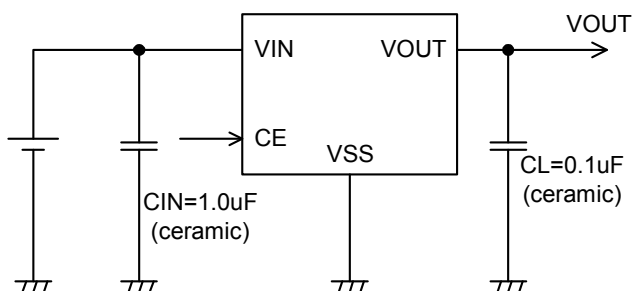 VOUT
VIN
VOUT
CE
VSS
CIN=1.0uF
(ceramic)
CL=0.1uF
(ceramic)